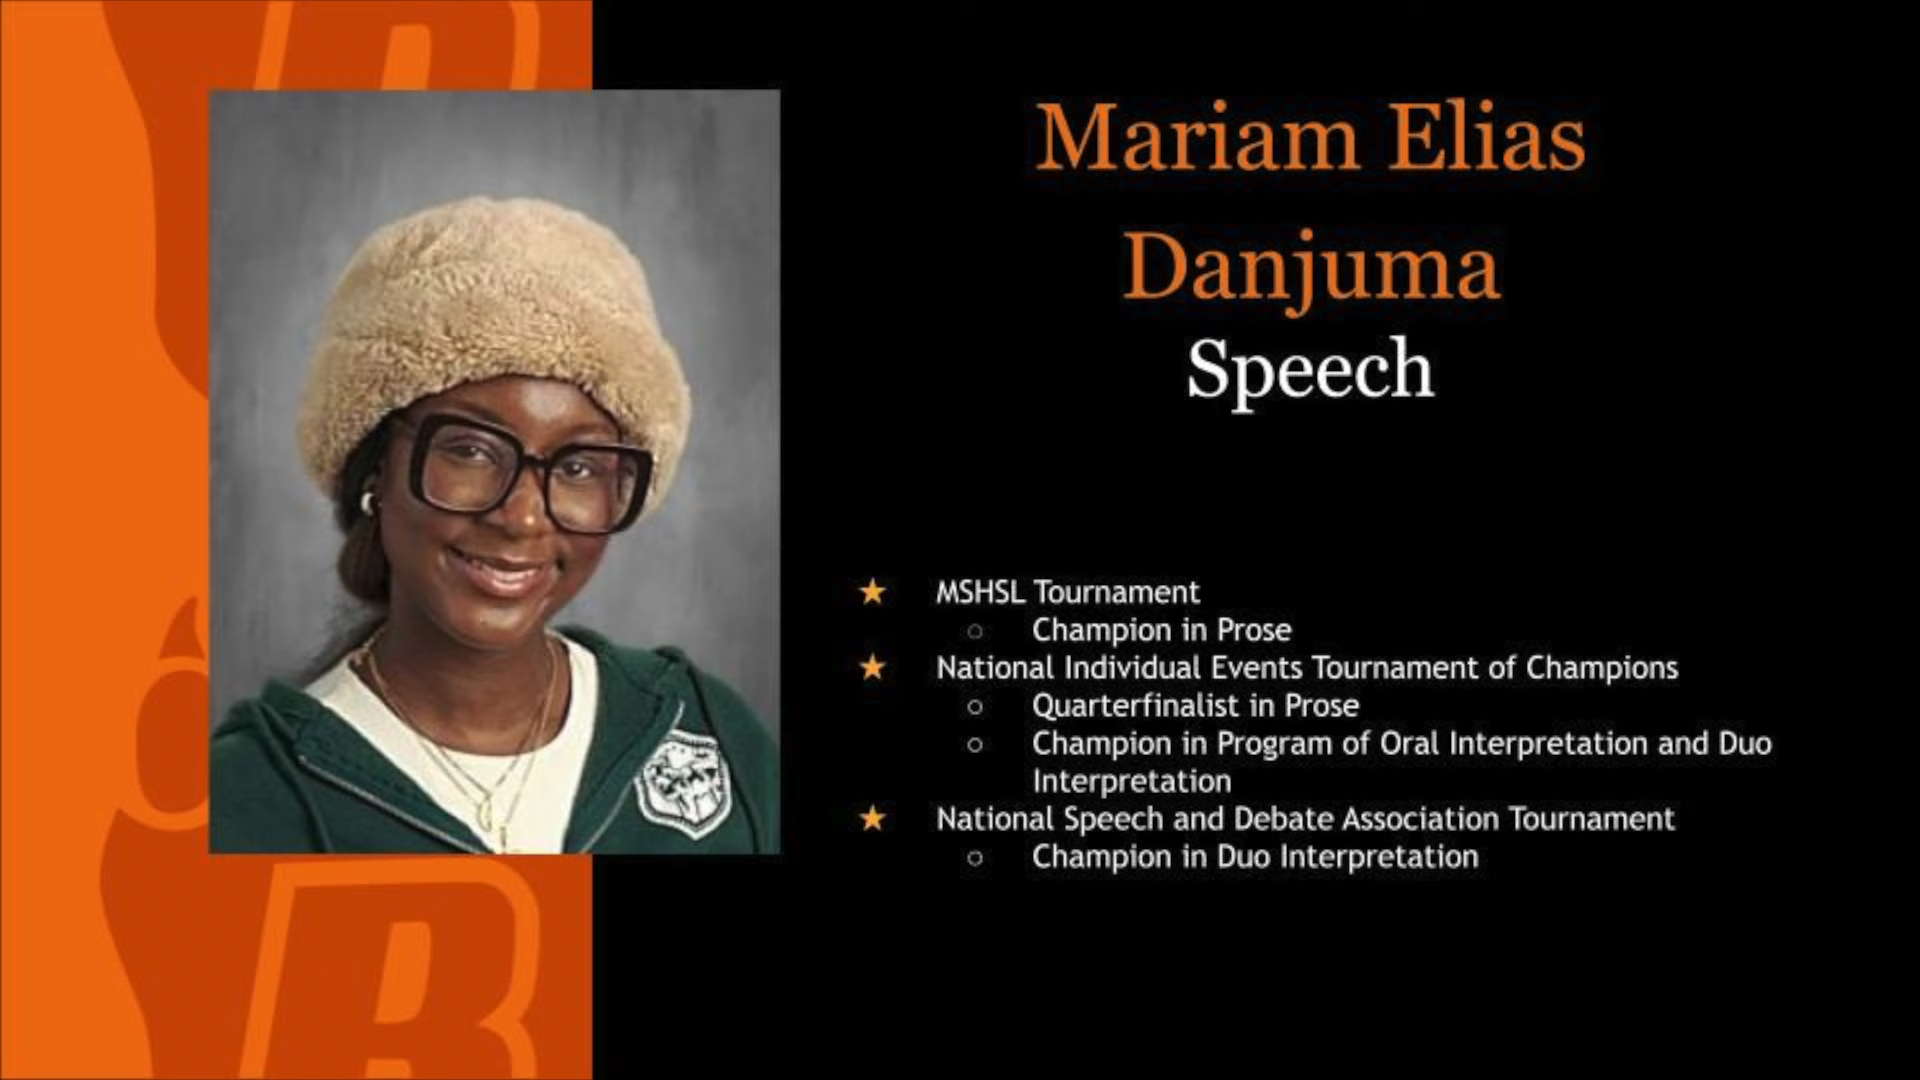 Mariam Elias
Danjuma
Speech
★ MSHSL Tournament
○ Champion in Prose
★ National Individual Events Tournament of Champions
○ Quarterfinalist in Prose
○ Champion in Program of Oral Interpretation and Duo
Interpretation
★ National Speech and Debate Association Tournament
○ Champion in Duo Interpretation
B